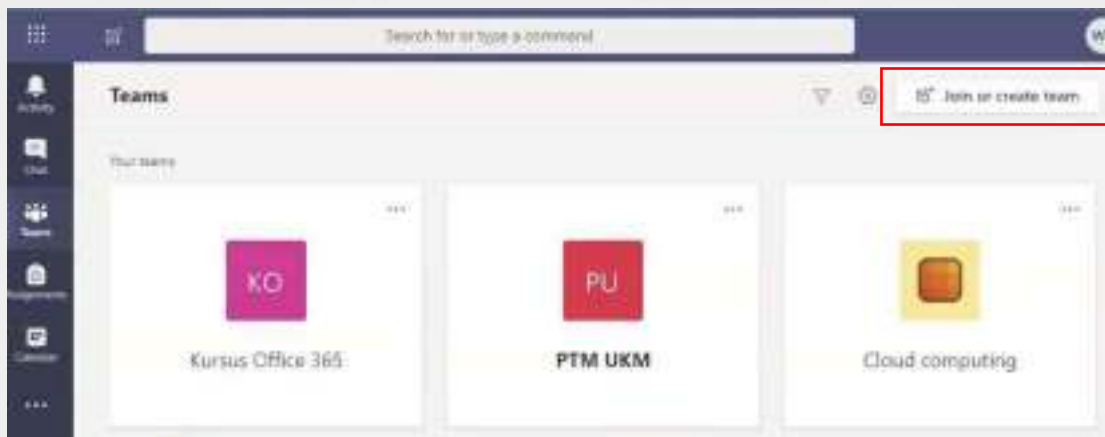 Search for or type a command
W
Activity
Teams
Join or create team
Chat
Your teams
Teams
KO
PU
Assignments
Kursus Office 365
PTM UKM
Cloud computing
Calendar